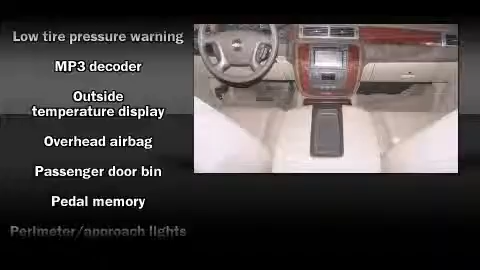 Low tire pressure warning
MP3 decoder
Outside
temperature display
Overhead airbag
Passenger door bin
Pedal memory
Perimeter/approach lights